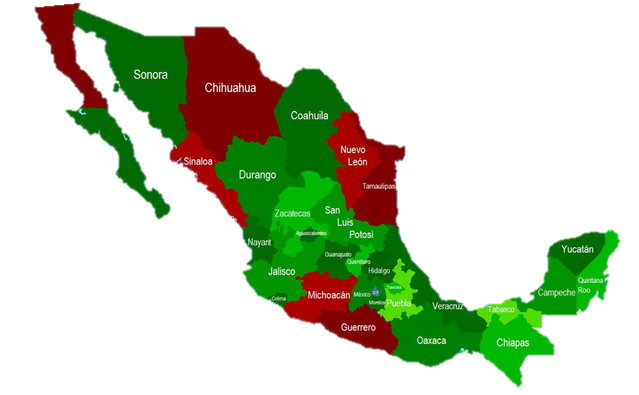 Sonora
Chihuahua
Coahuila
Nuevo
León
Sinaloa
Tamaulipas
Durango
Zacatecas
San
Luis
Potosí
Aguascalientes
Nayarit
Guanajuato
Querétaro
Jalisco
Hidalgo
Yucatán
Quintana
Roo
Campeche
Colima
Michoacán
México
D.F.
Tlaxcala
Morelos
Puebla
Veracruz
Tabasco
Guerrero
Oaxaca
Chiapas